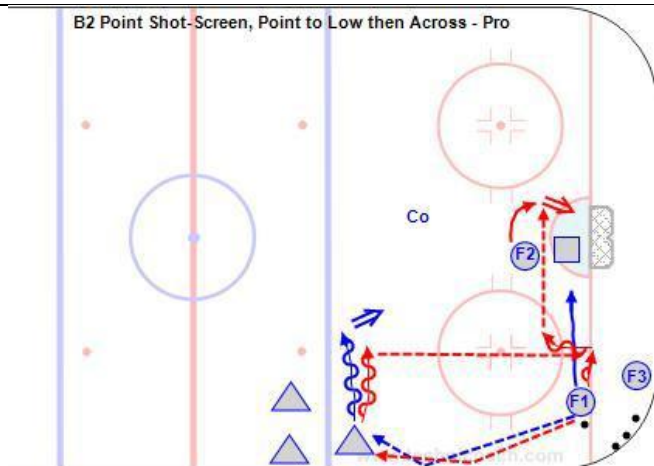 B2 Point Shot-Screen, Point to Low then Across - Pro
Co
F2
F3
F1